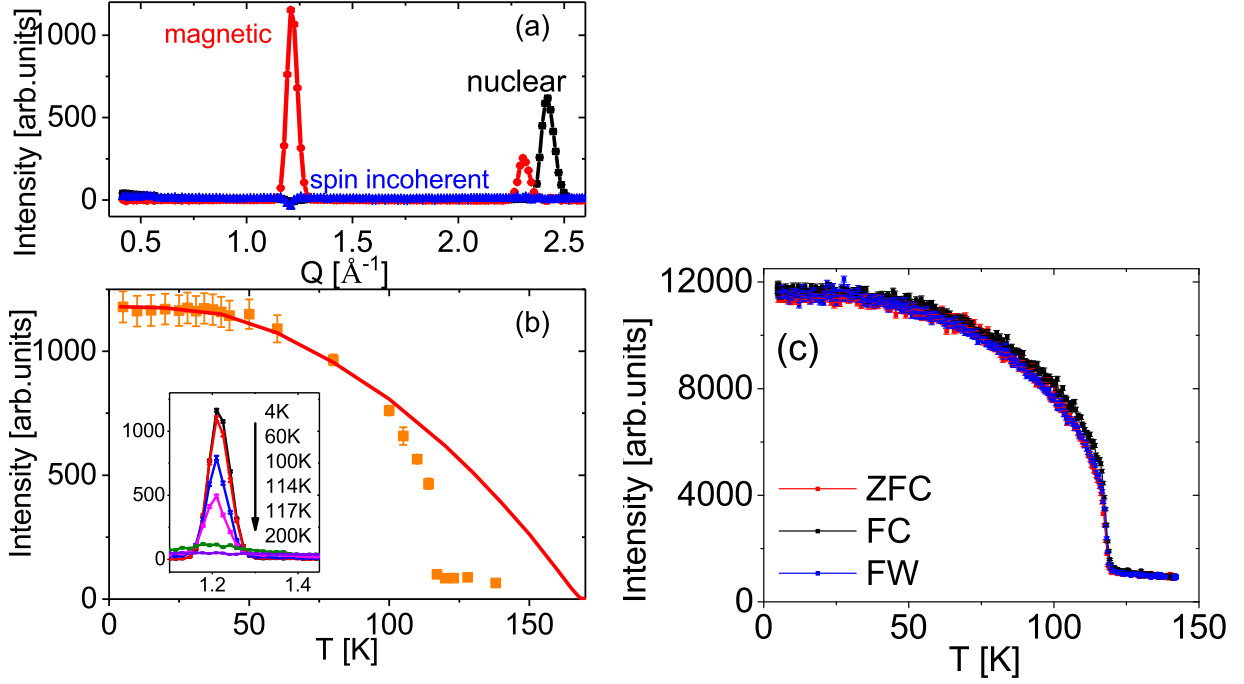 (a)
magnetic
nuclear
spin incoherent
Intensity [arb.units]
1000
500
0
0.5 1.0 1.5 2.0 2.5
Q [Å-1]
(b)
Intensity [arb.units]
1000
500
0
0 50 100 150
T [K]
4K
60K
100K
114K
117K
200K
1000
500
0
1.2 1.4
(c)
Intensity [arb.units]
12000
8000
4000
0
ZFC
FC
FW
0 50 100 150
T [K]